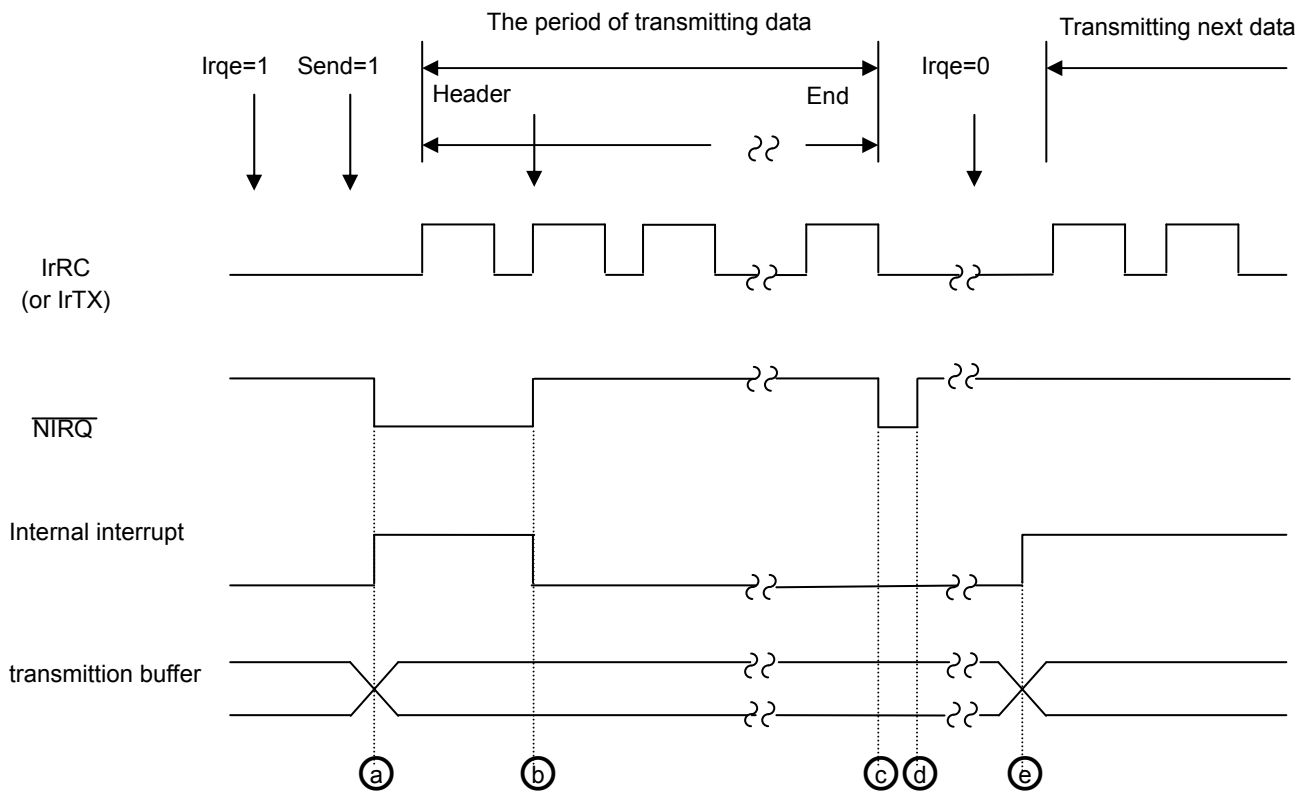 The period of transmitting data
Transmitting next data
Irqe=1
Send=1
Irqe=0
Header
End
IrRC
(or IrTX)
NIRQ
Internal interrupt
transmittion buffer
a
b
c
d
e